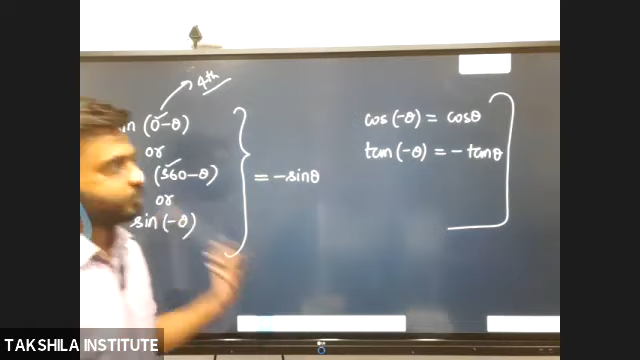 4th
(0-θ)
or
(360-θ)
or
sin (-θ)
= -sinθ
cos (-θ) = cosθ
tan (-θ) = - tanθ
TAKSHILA INSTITUTE